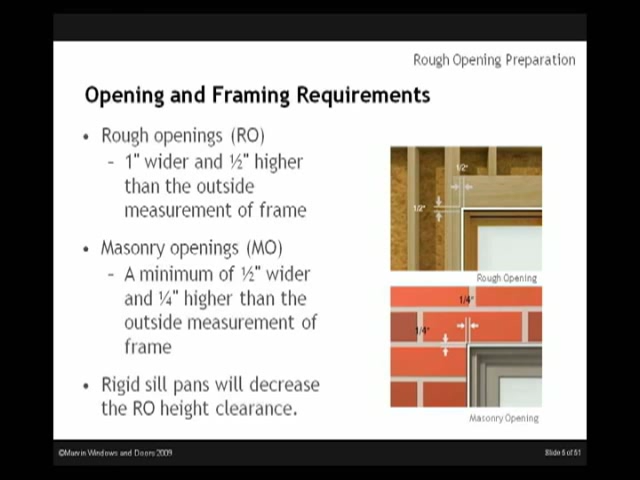 Rough Opening Preparation
Opening and Framing Requirements
• Rough openings (RO)
– 1" wider and ½" higher
than the outside
measurement of frame
• Masonry openings (MO)
– A minimum of ½" wider
and ¼" higher than the
outside measurement of
frame
• Rigid sill pans will decrease
the RO height clearance.
1/2"
1/2"
Rough Opening
1/4"
1/4"
Masonry Opening
©Marvin Windows and Doors 2009
Slide 5 of 51